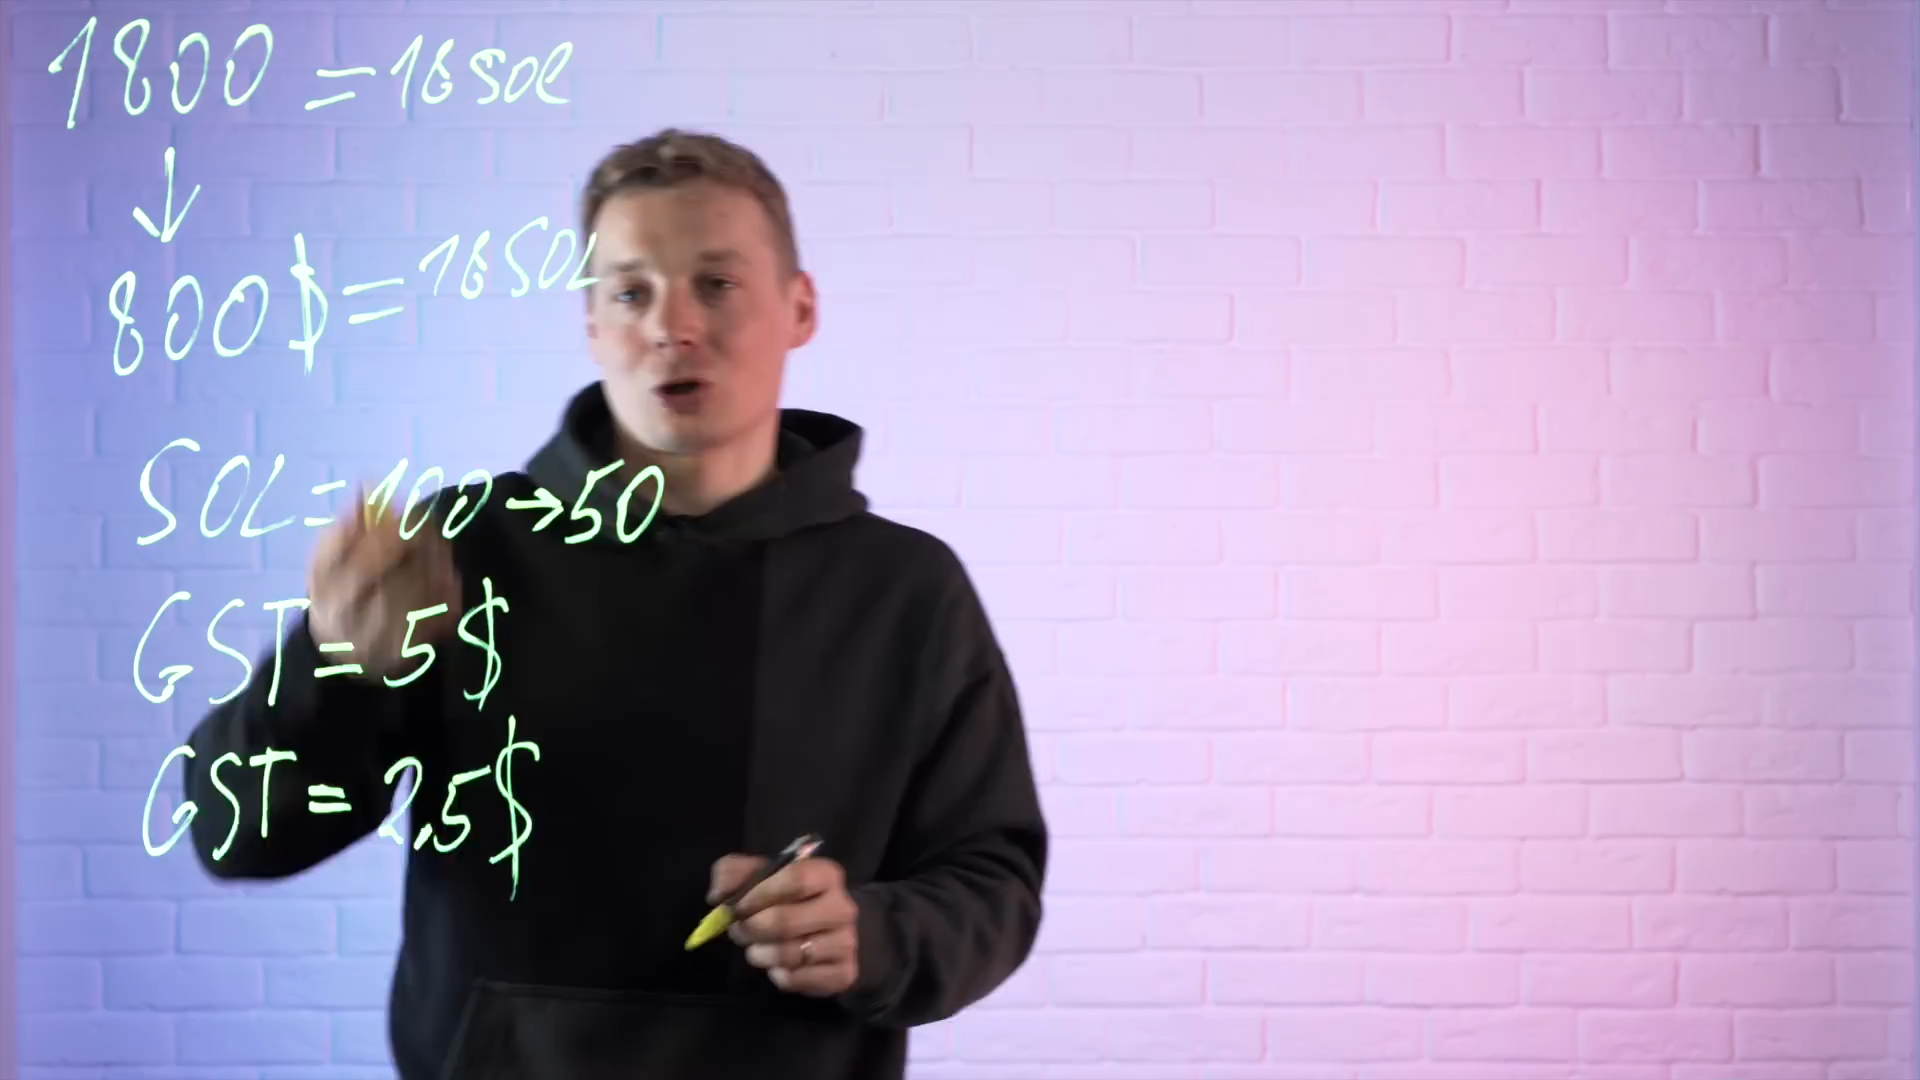 1800 = 16 SOL
↓
800$ = 16 SOL
SOL = 100 → 50
GST = 5$
GST = 2,5$